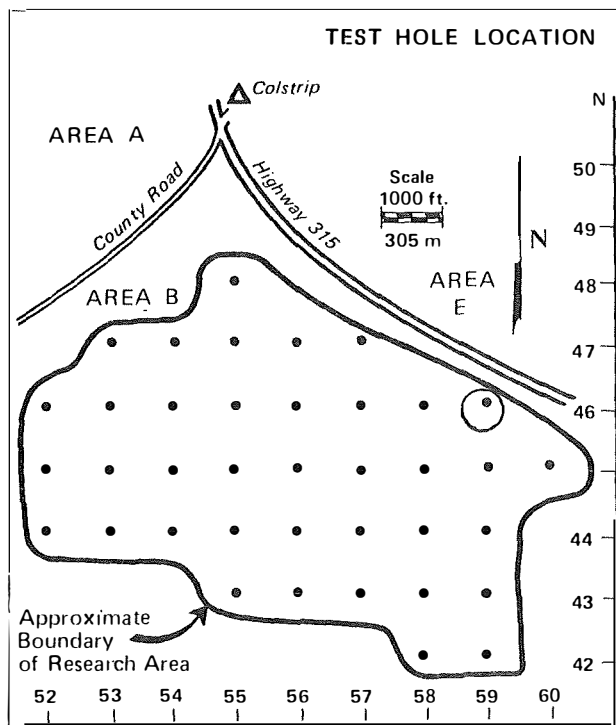 TEST HOLE LOCATION
Colstrip
N
AREA A
County Road
Highway 315
Scale
1000 ft.
305 m
N
AREA B
AREA
E
50
49
48
47
46
45
44
43
42
Approximate
Boundary
of Research Area
52 53 54 55 56 57 58 59 60